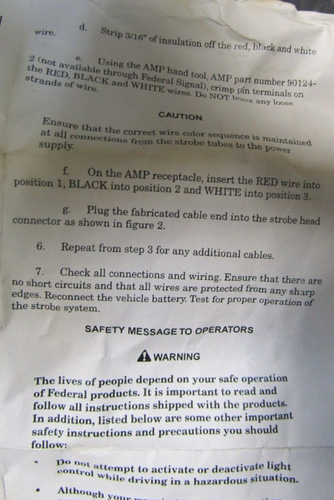 d. Strip 3/16" of insulation off the red, black and white
wire.
e. Using the AMP hand tool, AMP part number 90124-
2 (not available through Federal Signal), crimp pin terminals on
the RED, BLACK and WHITE wires. Do NOT leave any loose
strands of wire.
CAUTION
Ensure that the correct wire color sequence is maintained
at all connections from the strobe tubes to the power
supply.
f. On the AMP receptacle, insert the RED wire into
position 1, BLACK into position 2 and WHITE into position 3.
g. Plug the fabricated cable end into the strobe head
connector as shown in figure 2.
6. Repeat from step 3 for any additional cables.
7. Check all connections and wiring. Ensure that there are
no short circuits and that all wires are protected from any sharp
edges. Reconnect the vehicle battery. Test for proper operation of
the strobe system.
SAFETY MESSAGE TO OPERATORS
WARNING
The lives of people depend on your safe operation
of Federal products. It is important to read and
follow all instructions shipped with the products.
In addition, listed below are some other important
safety instructions and precautions you should
follow:
• Do not attempt to activate or deactivate light
control while driving in a hazardous situation.
• Although your